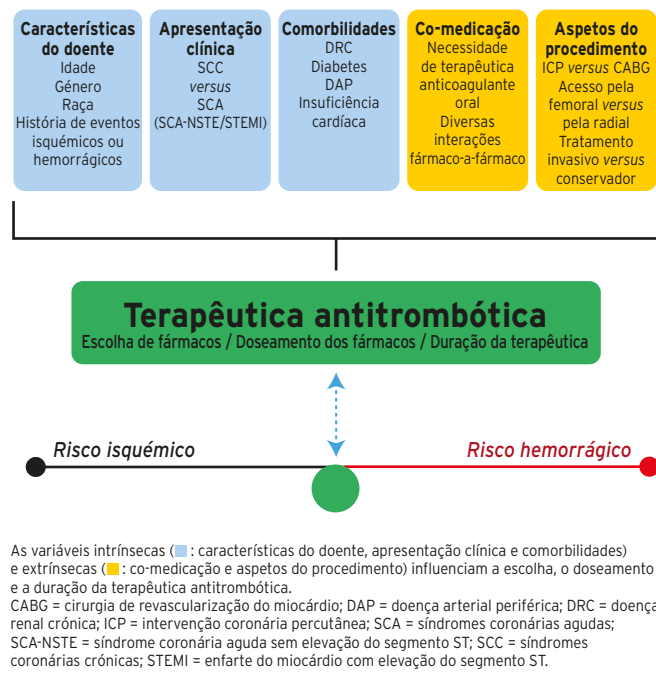 Características
do doente
Idade
Género
Raça
História de eventos
isquémicos ou
hemorrágicos
Apresentação
clínica
SCC
versus
SCA
(SCA-NSTE/STEMI)
Comorbilidades
DRC
Diabetes
DAP
Insuficiência
cardíaca
Co-medicação
Necessidade
de terapêutica
anticoagulante
oral
Diversas
interações
fármaco-a-fármaco
Aspetos do
procedimento
ICP versus CABG
Acesso pela
femoral versus
pela radial
Tratamento
invasivo versus
conservador
Terapêutica antitrombótica
Escolha de fármacos / Doseamento dos fármacos / Duração da terapêutica
Risco isquémico
Risco hemorrágico
As variáveis intrínsecas ( : características do doente, apresentação clínica e comorbilidades)
e extrínsecas ( : co-medicação e aspetos do procedimento) influenciam a escolha, o doseamento
e a duração da terapêutica antitrombótica.
CABG = cirurgia de revascularização do miocárdio; DAP = doença arterial periférica; DRC = doença
renal crónica; ICP = intervenção coronária percutânea; SCA = síndromes coronárias agudas;
SCA-NSTE = síndrome coronária aguda sem elevação do segmento ST; SCC = síndromes
coronárias crónicas; STEMI = enfarte do miocárdio com elevação do segmento ST.